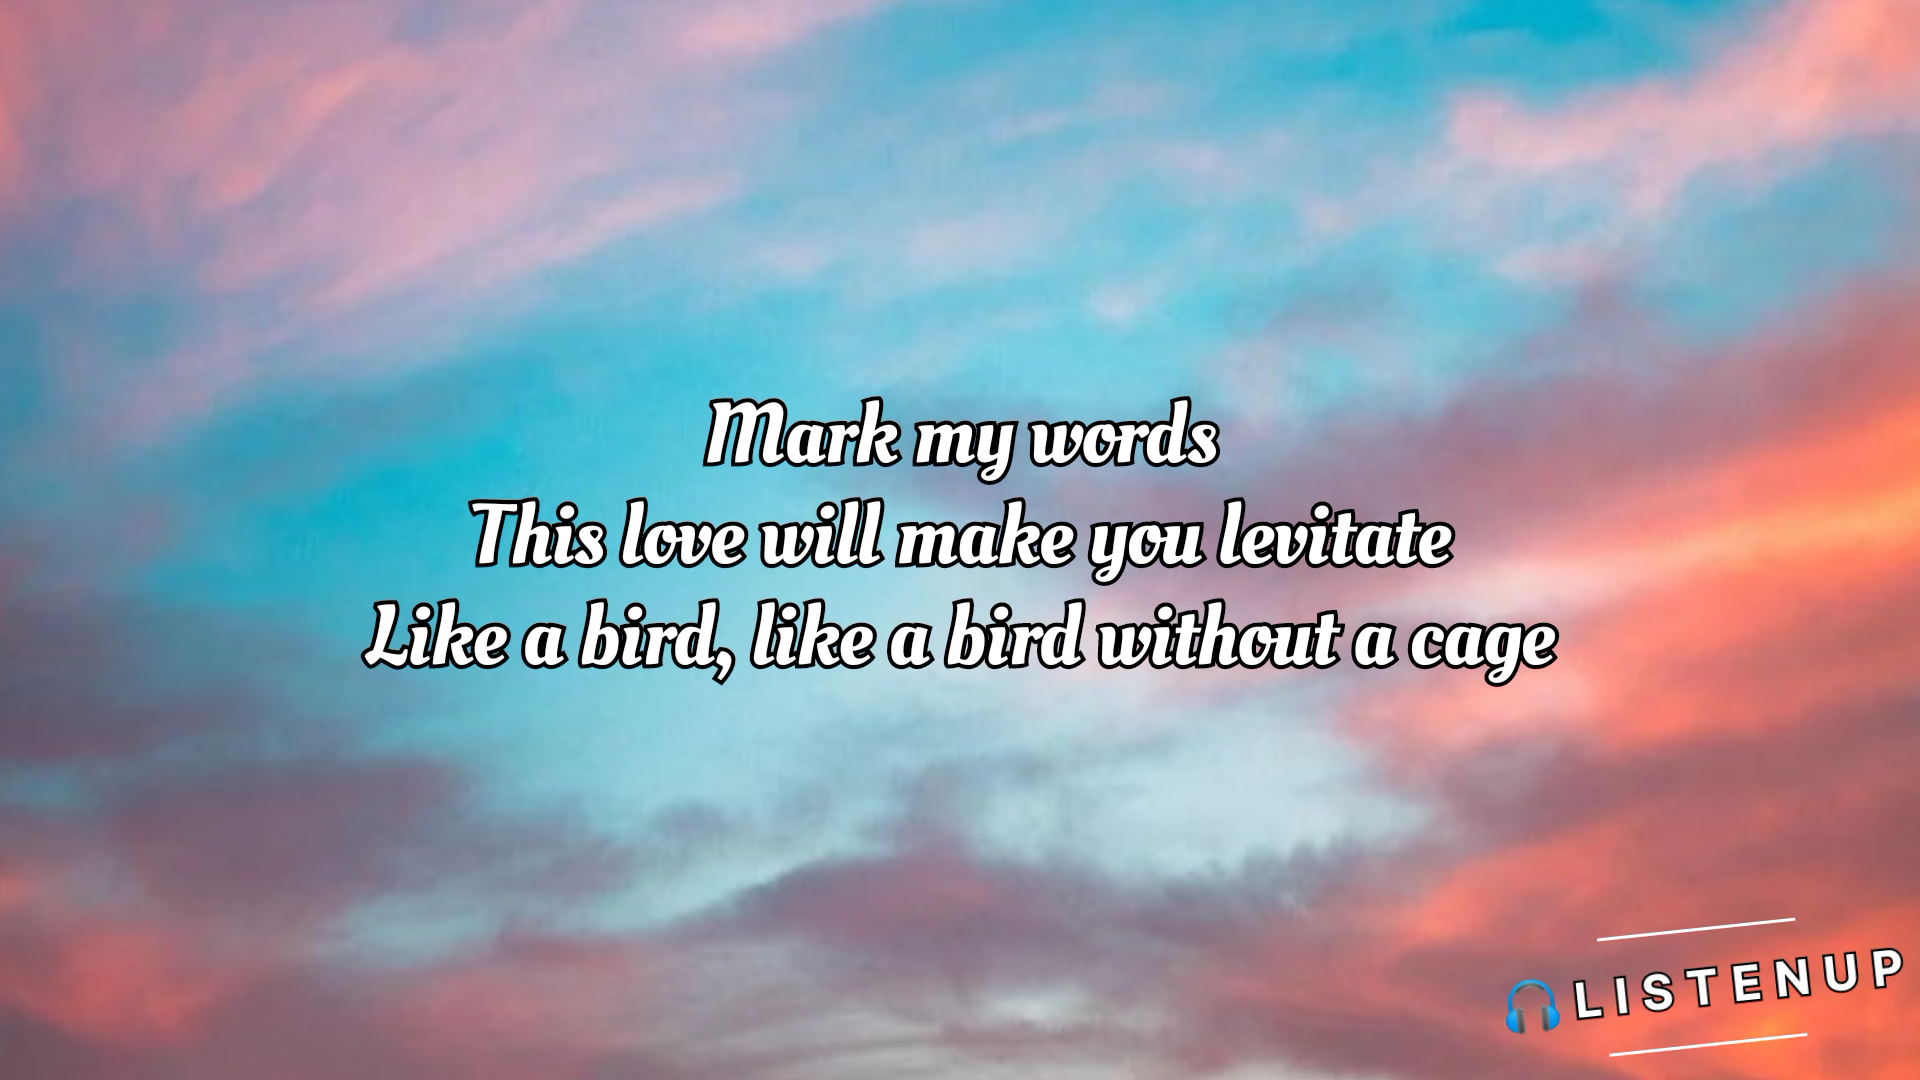 Mark my words
This love will make you levitate
Like a bird, like a bird without a cage
LISTENUP